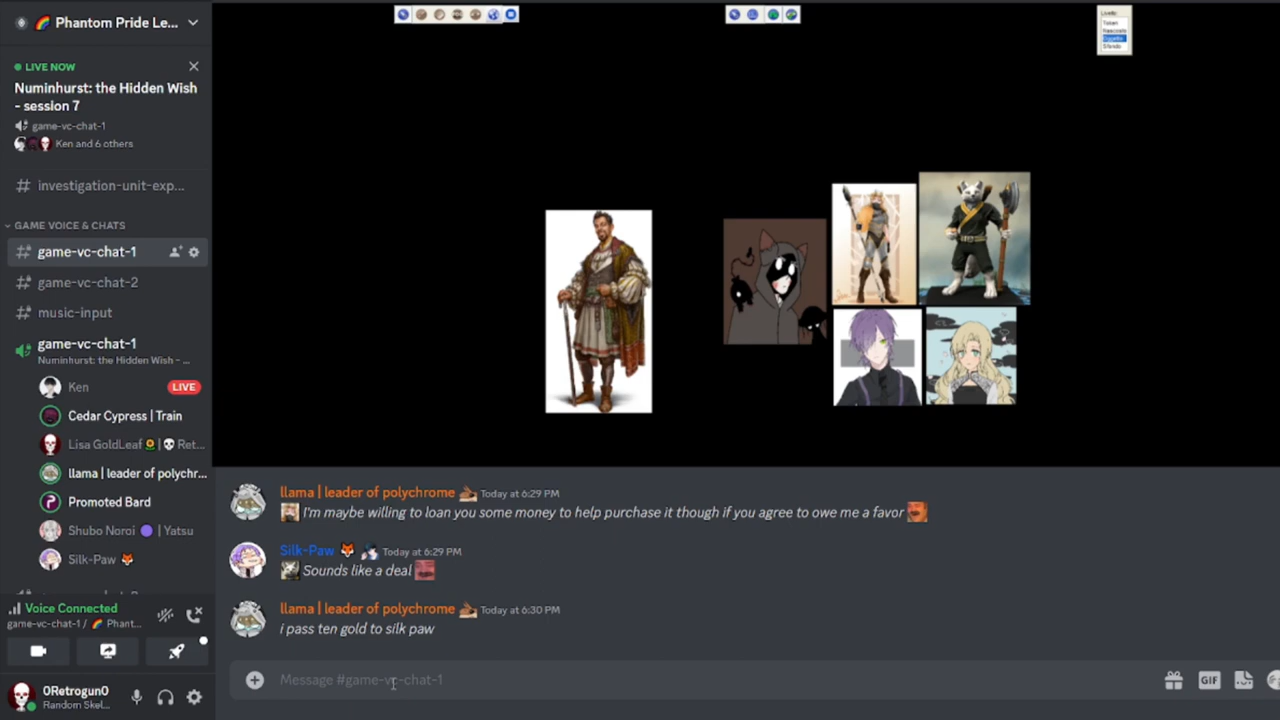 Phantom Pride Le...
LIVE NOW
Numinhurst: the Hidden Wish
- session 7
game-vc-chat-1
Ken and 6 others
investigation-unit-exp...
GAME VOICE & CHATS
game-vc-chat-1
game-vc-chat-2
music-input
game-vc-chat-1
Numinhurst: the Hidden Wish – ...
Ken
LIVE
Cedar Cypress | Train
Lisa GoldLeaf | Ret...
llama | leader of polychr...
Promoted Bard
Shubo Noroi | Yatsu
Silk-Paw
Voice Connected
game-vc-chat-1 / Phant...
0Retrogun0
Random Skel...
llama | leader of polychrome Today at 6:29 PM
I'm maybe willing to loan you some money to help purchase it though if you agree to owe me a favor
Silk-Paw Today at 6:29 PM
Sounds like a deal
llama | leader of polychrome Today at 6:30 PM
i pass ten gold to silk paw
Message #game-vc-chat-1
GIF